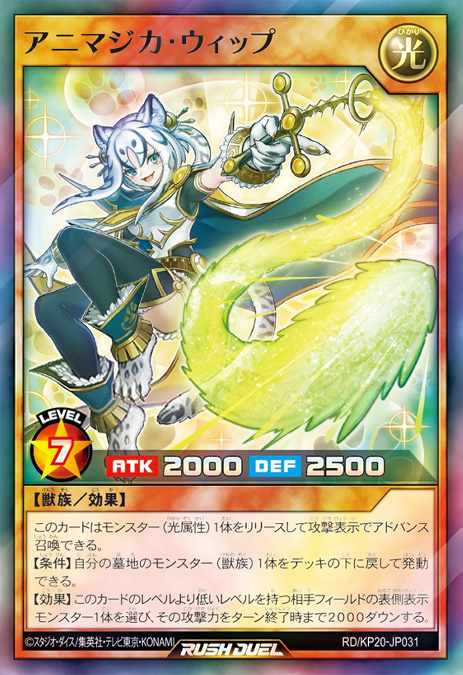 アニマジカ・ウィップ
ひかり
光
LEVEL
7
ATK 2000 DEF 2500
【獣族／効果】
このカードはモンスター（光属性）1体をリリースして攻撃表示でアドバンス
召喚できる。
【条件】自分の墓地のモンスター（獣族）1体をデッキの下に戻して発動
できる。
【効果】このカードのレベルより低いレベルを持つ相手フィールドの表側表示
モンスター1体を選び、その攻撃力をターン終了時まで2000ダウンする。
©スタジオ・ダイス/集英社・テレビ東京・KONAMI
RUSH DUEL
RD/KP20-JP031